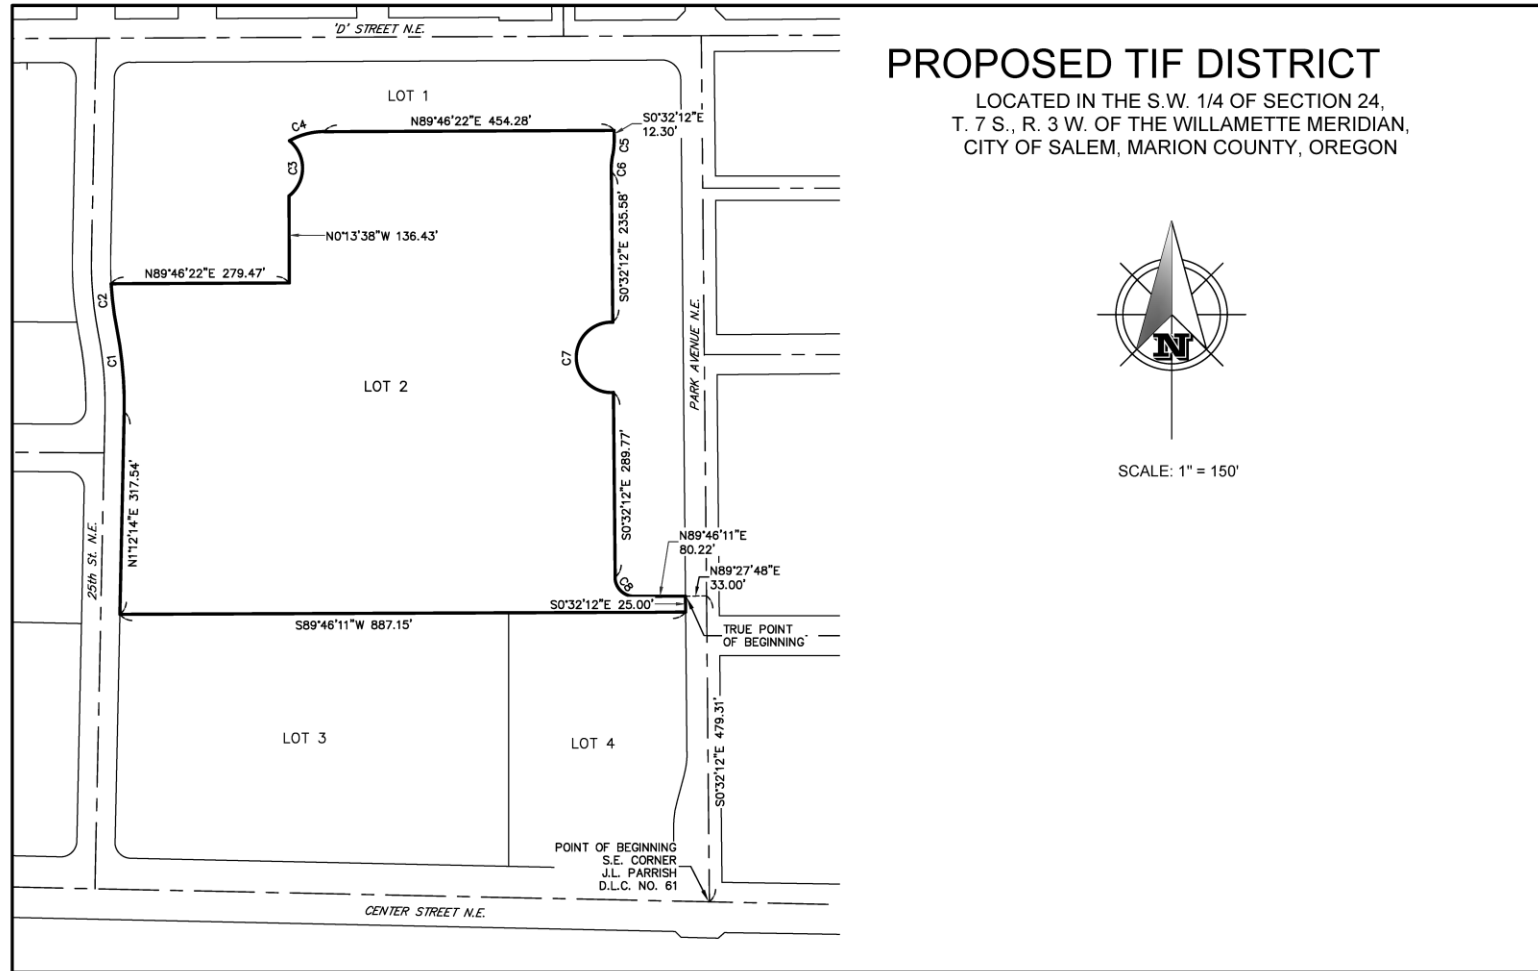 'D' STREET N.E.
PROPOSED TIF DISTRICT
LOCATED IN THE S.W. 1/4 OF SECTION 24,
T. 7 S., R. 3 W. OF THE WILLAMETTE MERIDIAN,
CITY OF SALEM, MARION COUNTY, OREGON
LOT 1
C4
N89°46'22"E 454.28'
S0°32'12"E
12.30'
C5
C3
C6
S0°32'12"E 235.58'
N0°13'38"W 136.43'
N89°46'22"E 279.47'
C2
C1
C7
LOT 2
PARK AVENUE N.E.
N
SCALE: 1" = 150'
N1°12'14"E 317.54'
25th St. N.E.
S0°32'12"E 289.77'
N89°46'11"E
80.22'
N89°27'48"E
33.00'
C8
S0°32'12"E 25.00'
S89°46'11"W 887.15'
TRUE POINT
OF BEGINNING
S0°32'12"E 479.31'
LOT 3
LOT 4
POINT OF BEGINNING
S.E. CORNER
J.L. PARRISH
D.L.C. NO. 61
CENTER STREET N.E.